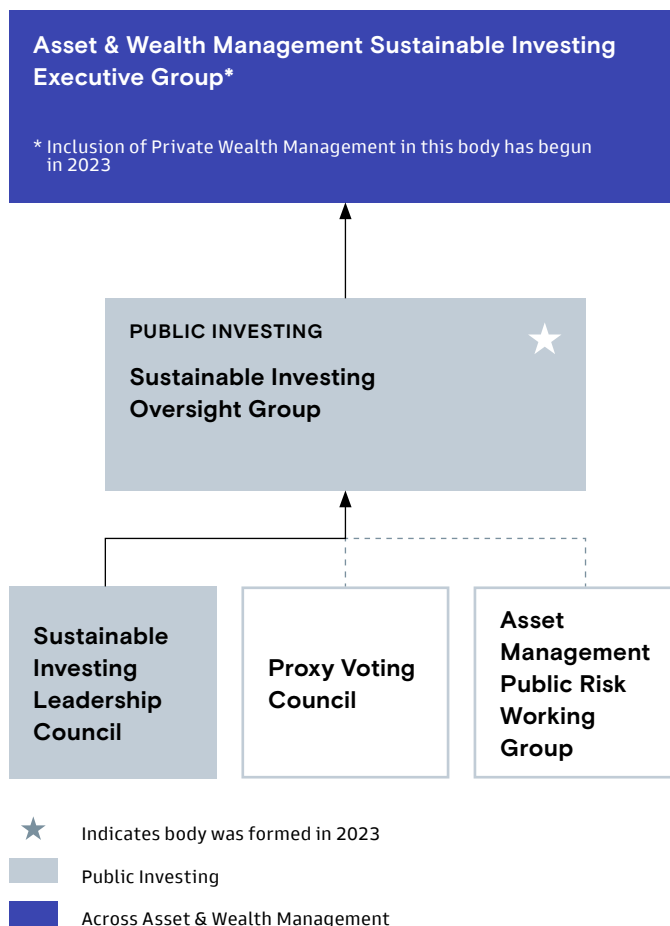 Asset & Wealth Management Sustainable Investing
Executive Group*
* Inclusion of Private Wealth Management in this body has begun
in 2023
PUBLIC INVESTING
Sustainable Investing
Oversight Group
Sustainable
Investing
Leadership
Council
Proxy Voting
Council
Asset
Management
Public Risk
Working
Group
Indicates body was formed in 2023
Public Investing
Across Asset & Wealth Management